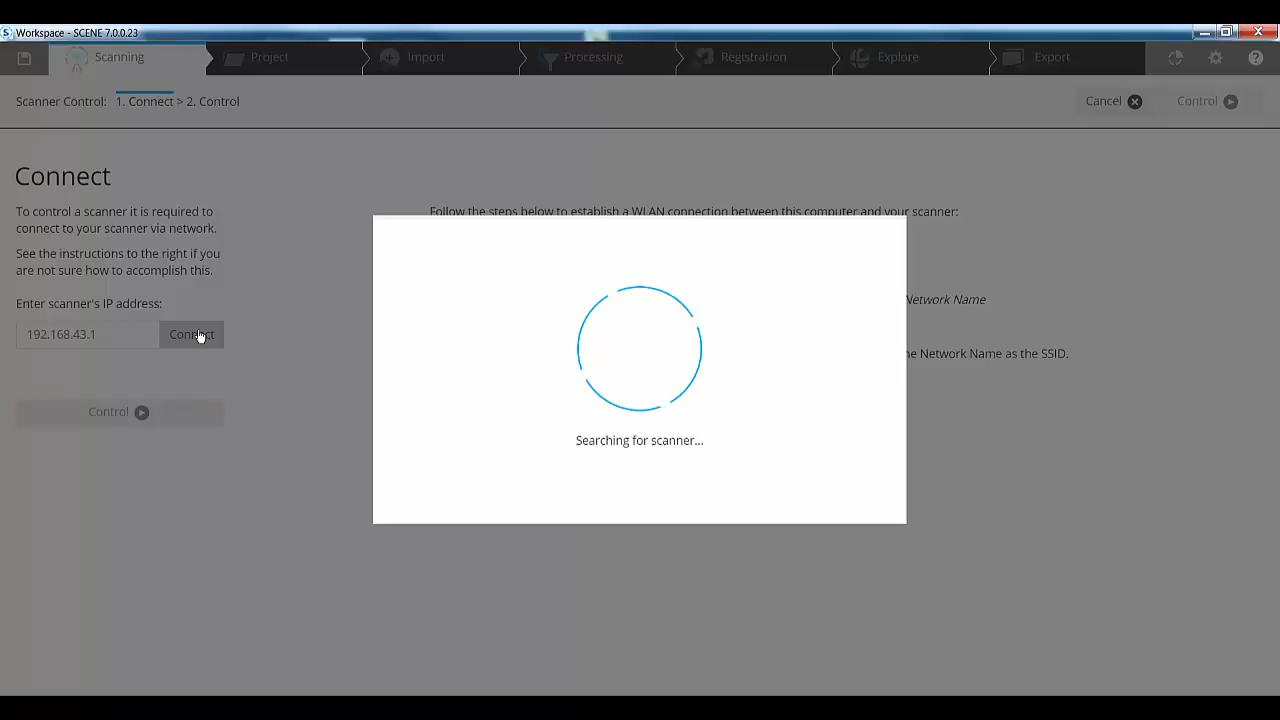 Workspace - SCENE 7.0.0.23
Scanning Project Import Processing Registration Explore Export
Scanner Control: 1. Connect > 2. Control
Cancel Control
Connect
To control a scanner it is required to
connect to your scanner via network.
See the instructions to the right if you
are not sure how to accomplish this.
Enter scanner's IP address:
192.168.43.1 Connect
Control
Follow the steps below to establish a WLAN connection between this computer and your scanner:
Network Name
Network Name as the SSID.
Searching for scanner...